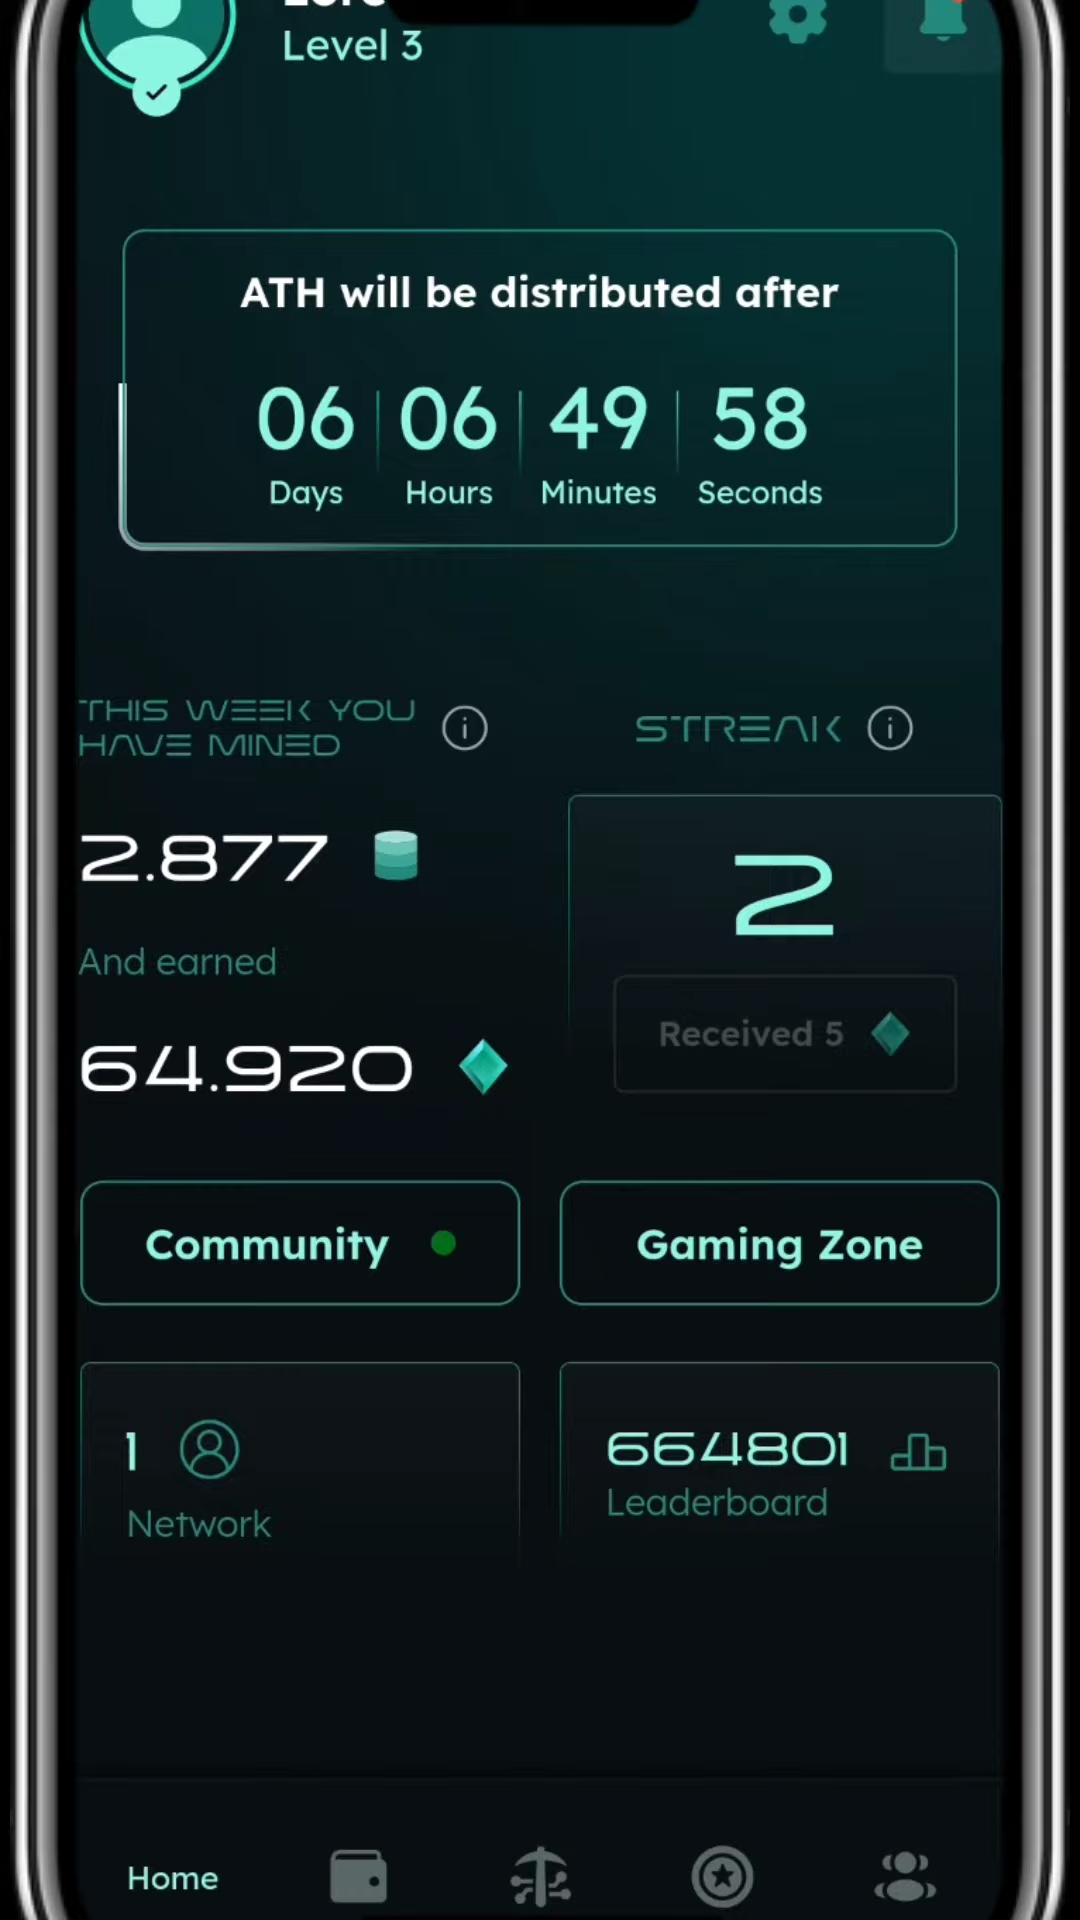 Level 3
ATH will be distributed after
06 06 49 58
Days Hours Minutes Seconds
THIS WEEK YOU
HAVE MINED
STREAK
2.877
2
And earned
Received 5
64.920
Community
Gaming Zone
1
664801
Network
Leaderboard
Home